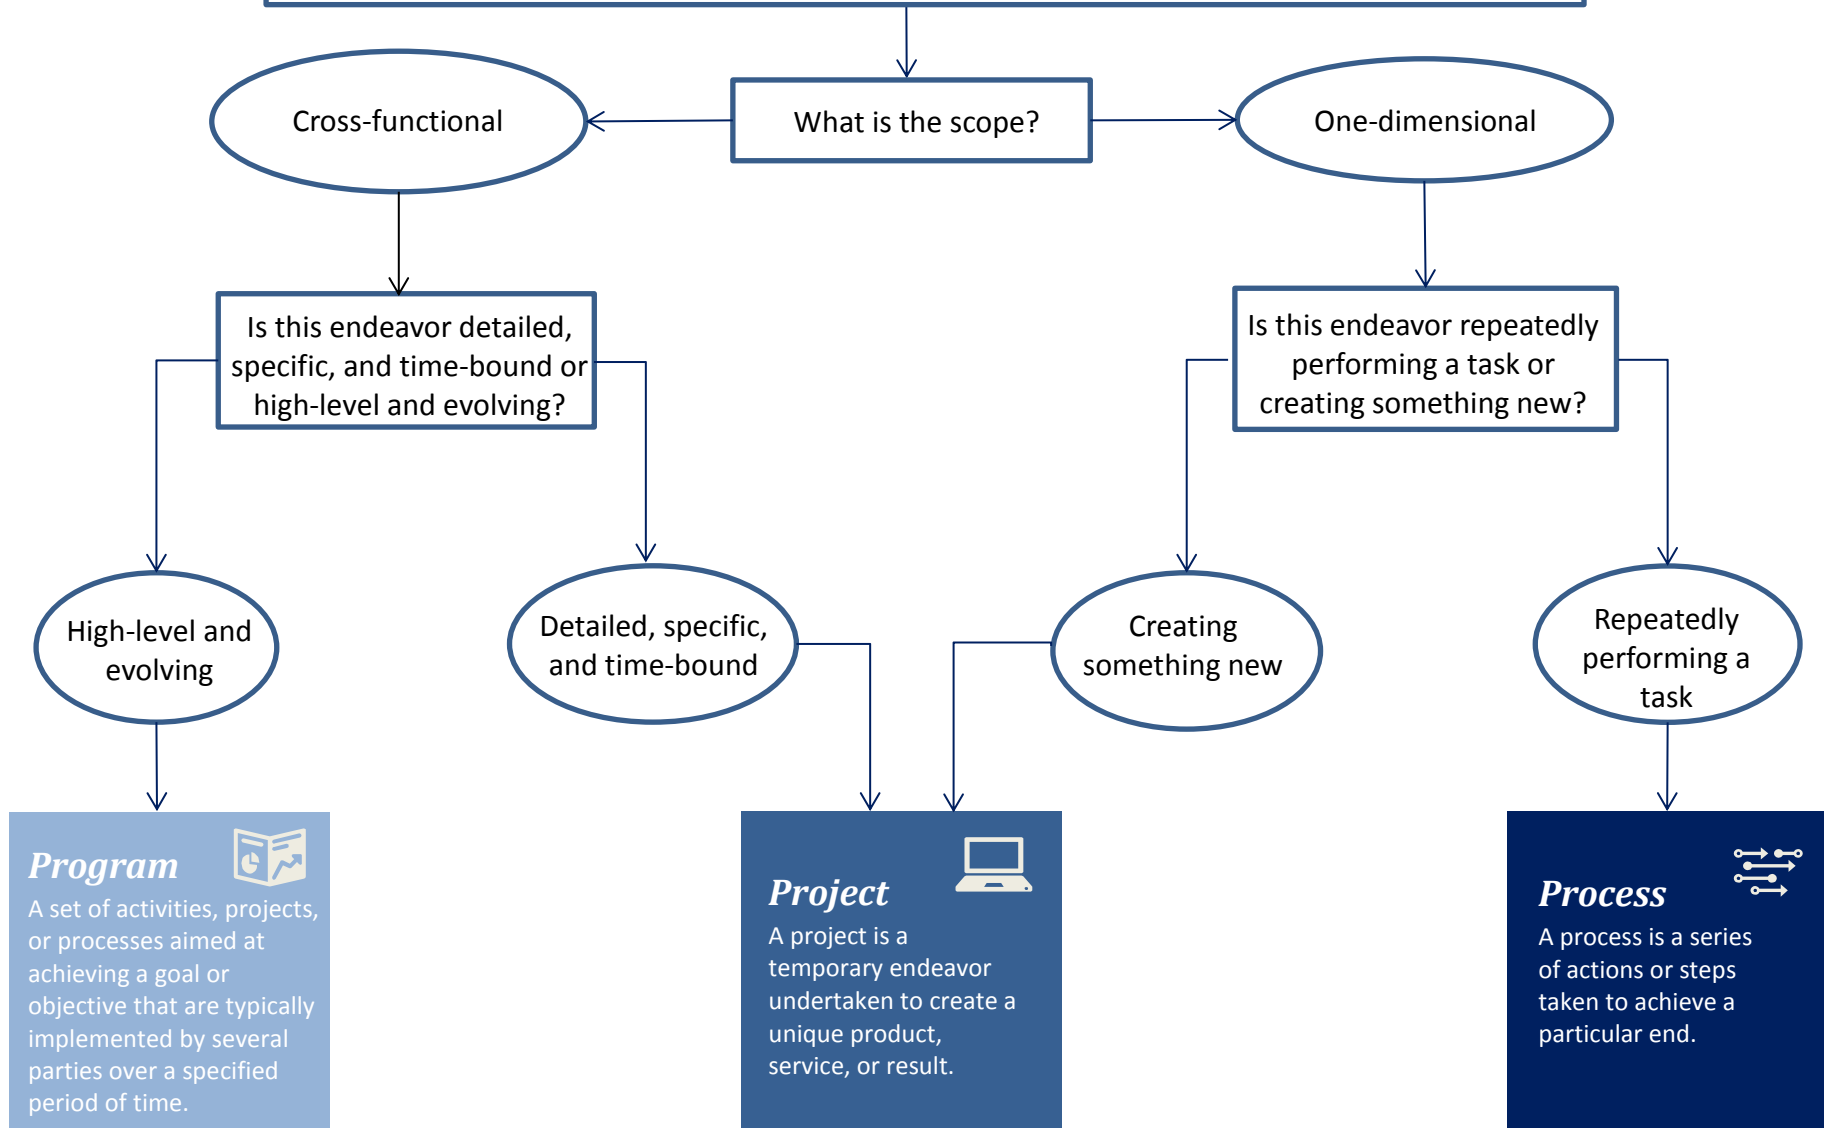 What is the scope?
Cross-functional
One-dimensional
Is this endeavor detailed,
specific, and time-bound or
high-level and evolving?
Is this endeavor repeatedly
performing a task or
creating something new?
High-level and
evolving
Detailed, specific,
and time-bound
Creating
something new
Repeatedly
performing a
task
Program
A set of activities, projects,
or processes aimed at
achieving a goal or
objective that are typically
implemented by several
parties over a specified
period of time.
Project
A project is a
temporary endeavor
undertaken to create a
unique product,
service, or result.
Process
A process is a series
of actions or steps
taken to achieve a
particular end.